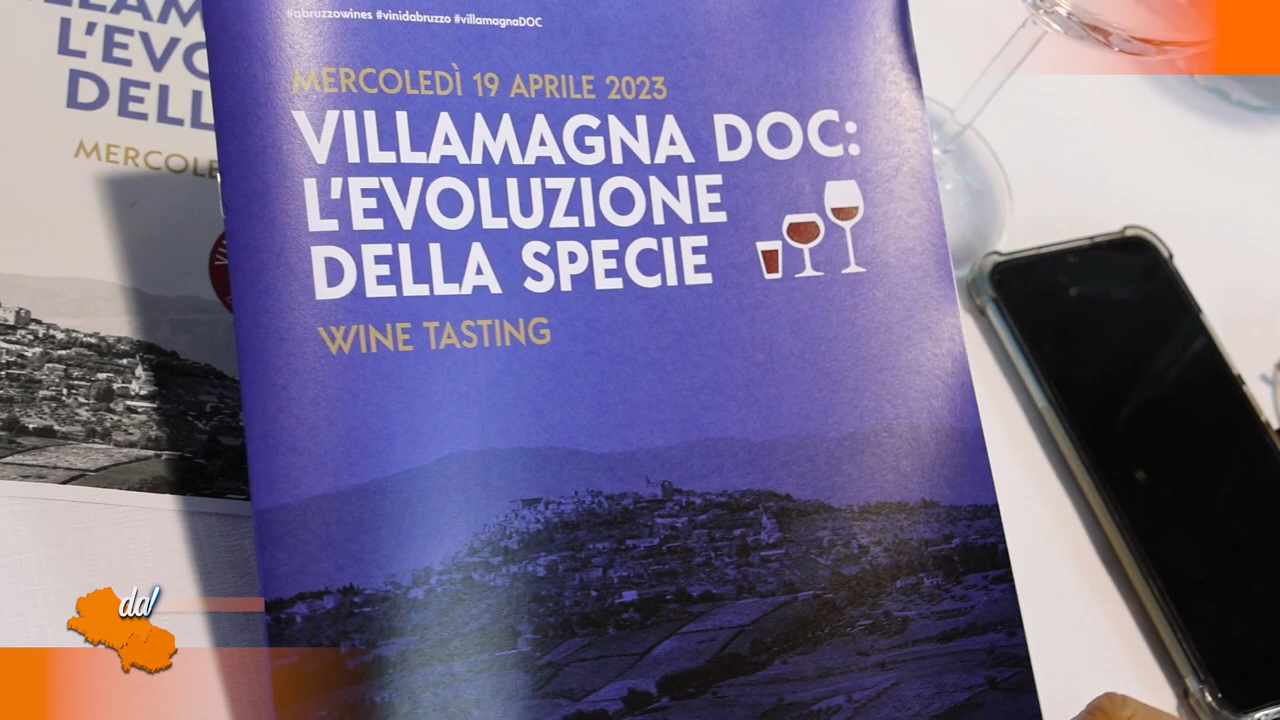 #abruzzowines #vinidabruzzo #villamagnaDOC
MERCOLEDÌ 19 APRILE 2023
VILLAMAGNA DOC:
L'EVOLUZIONE
DELLA SPECIE
WINE TASTING
L'EVO
DELL
MERCOLE
da!